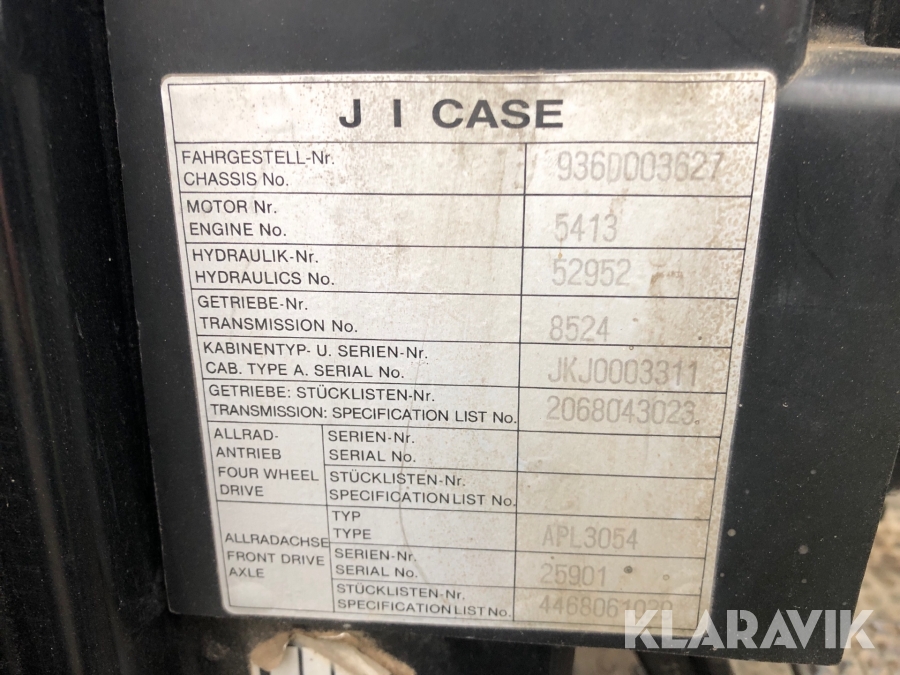 J I CASE
FAHRGESTELL-Nr.
CHASSIS No.
936D003627
MOTOR Nr.
ENGINE No.
5413
HYDRAULIK-Nr.
HYDRAULICS No.
52952
GETRIEBE-Nr.
TRANSMISSION No.
8524
KABINENTYP- U. SERIEN-Nr.
CAB. TYPE A. SERIAL No.
JKJ0003311
GETRIEBE: STÜCKLISTEN-Nr.
TRANSMISSION: SPECIFICATION LIST No.
2068043023
ALLRAD-
ANTRIEB
FOUR WHEEL
DRIVE
SERIEN-Nr.
SERIAL No.
STÜCKLISTEN-Nr.
SPECIFICATION LIST No.
ALLRADACHSE
FRONT DRIVE
AXLE
TYP
TYPE
APL3054
SERIEN-Nr.
SERIAL No.
25901
STÜCKLISTEN-Nr.
SPECIFICATION LIST No.
KLARAVIK